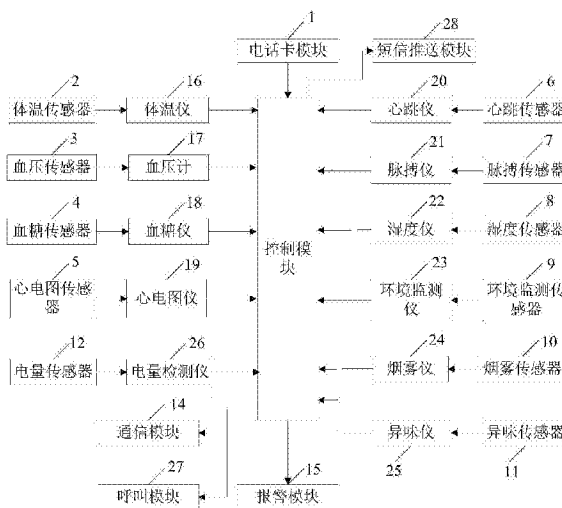 1
28
电话卡模块
短信推送模块
2
16
20
6
体温传感器
体温仪
心跳仪
心跳传感器
3
17
21
7
血压传感器
血压计
脉搏仪
脉搏传感器
4
18
22
8
血糖传感器
血糖仪
控制模
块
湿度仪
湿度传感器
5
19
23
9
心电图传感
器
心电图仪
环境监测
仪
环境监测传
感器
12
26
24
10
电量传感器
电量检测仪
烟雾仪
烟雾传感器
14
通信模块
异味仪
异味传感器
27
15
25
11
呼叫模块
报警模块